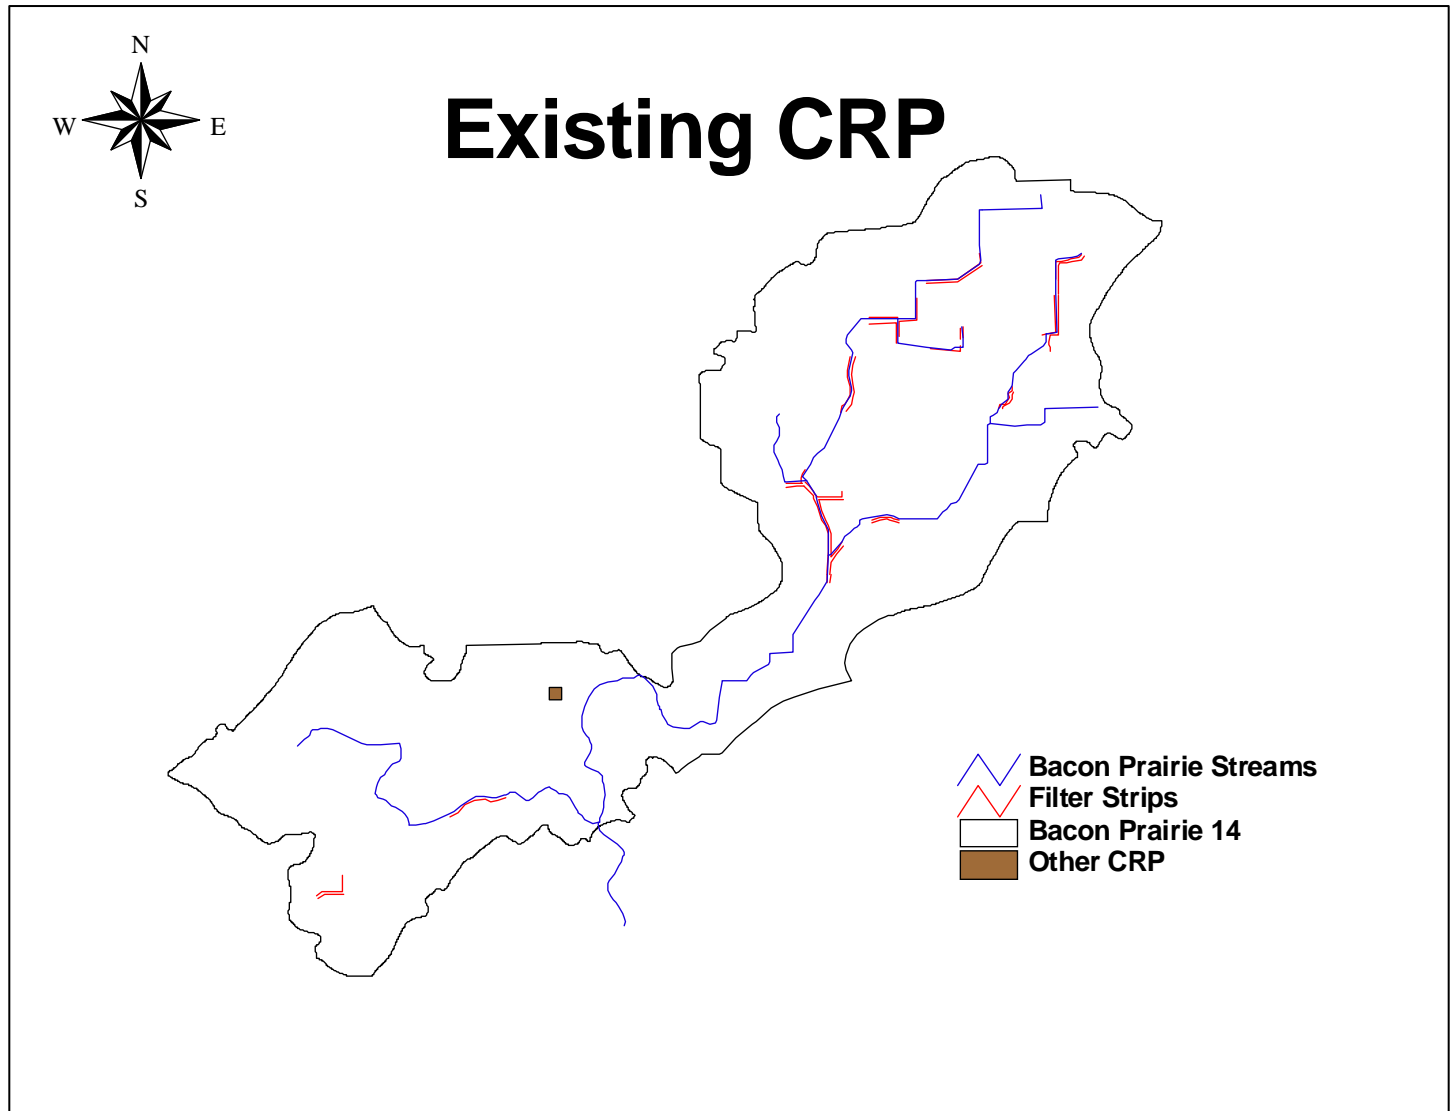 N
W E
S
Existing CRP
Bacon Prairie Streams
Filter Strips
Bacon Prairie 14
Other CRP